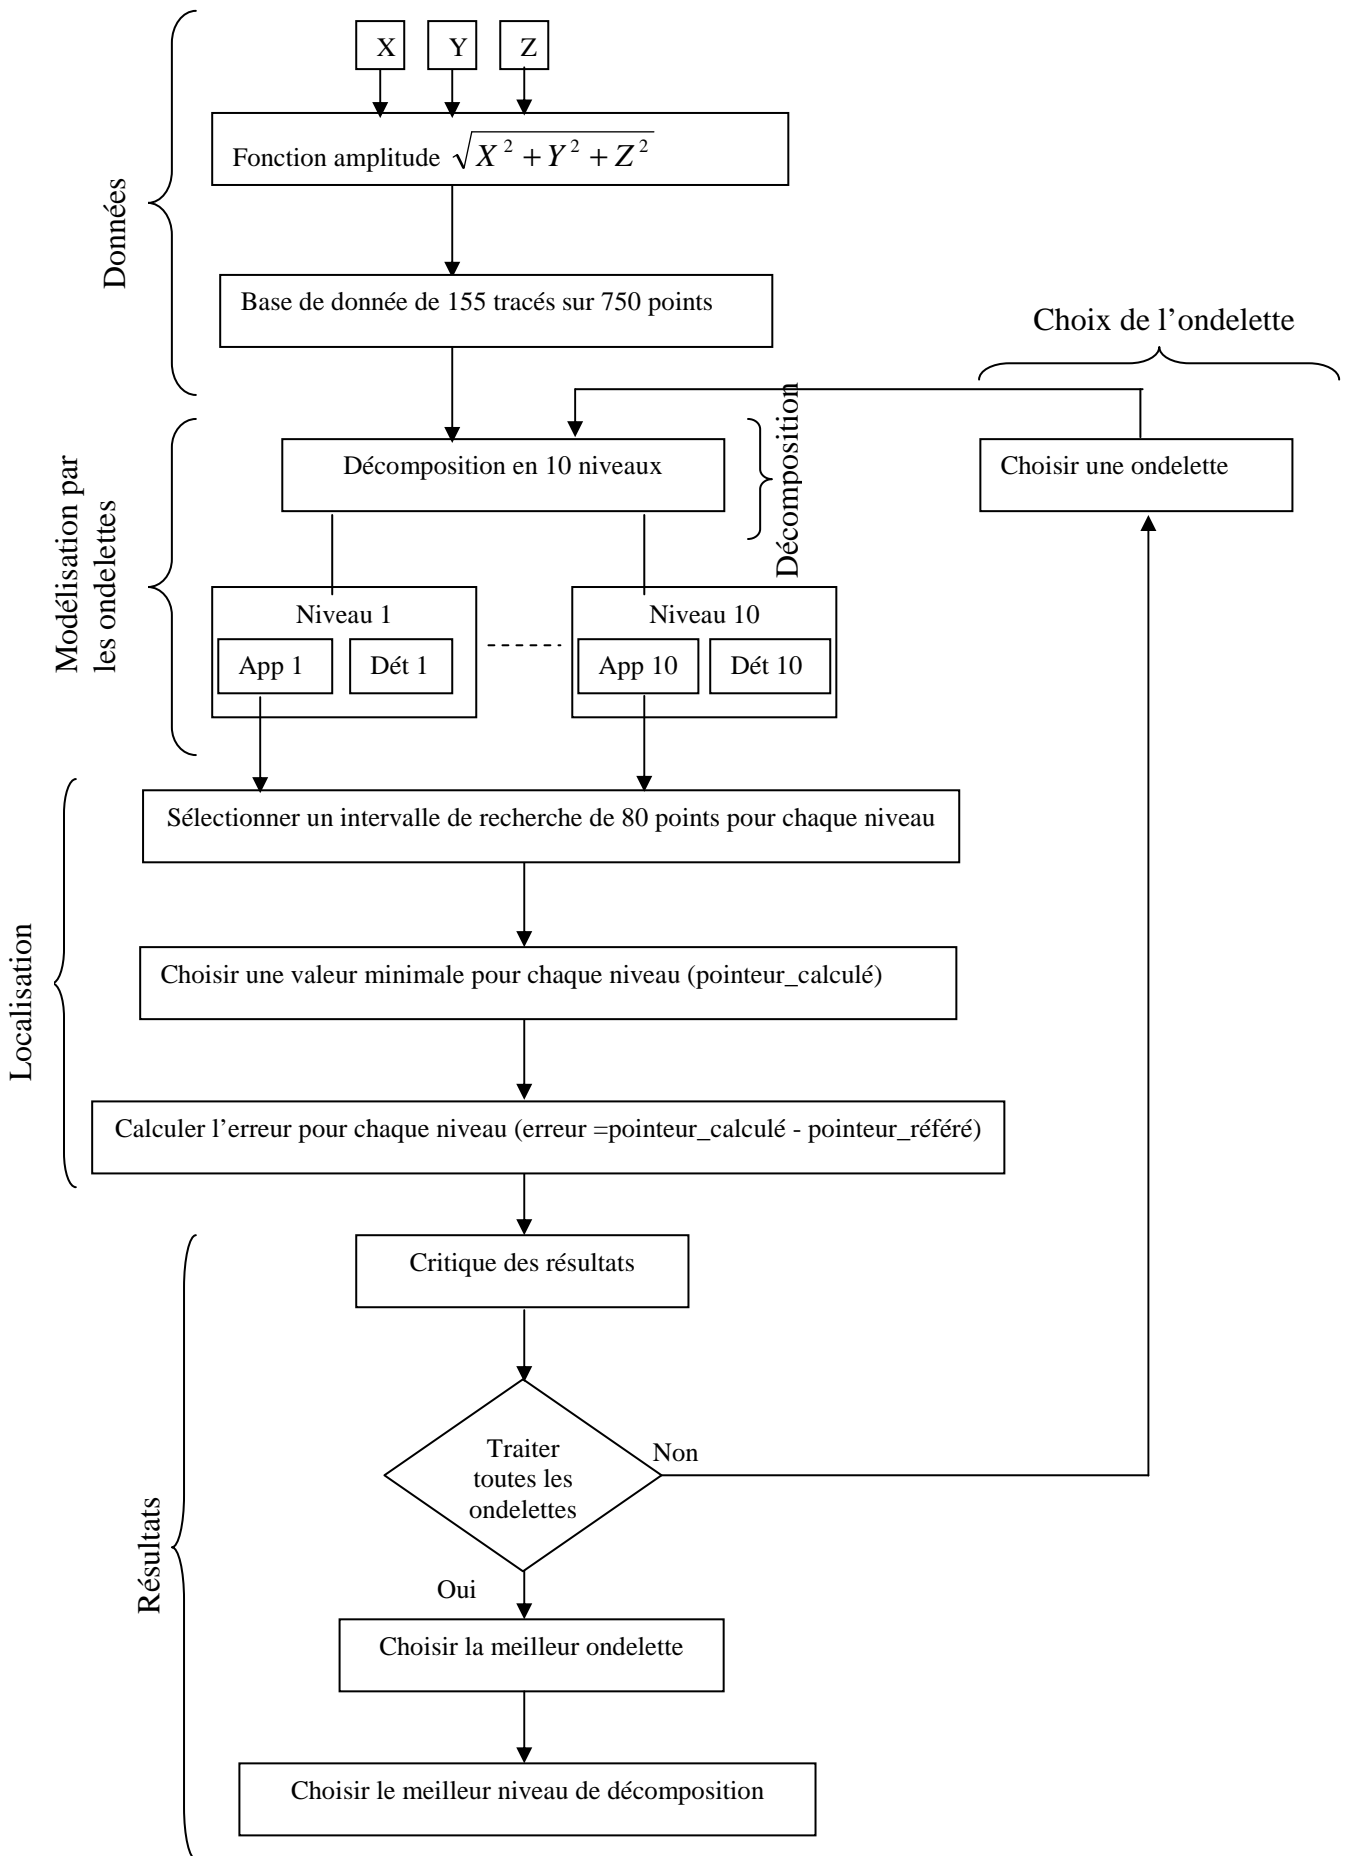 X Y Z
Fonction amplitude √(X² + Y² + Z²)
Données
Base de donnée de 155 tracés sur 750 points
Choix de l'ondelette
Décomposition en 10 niveaux
Décomposition
Choisir une ondelette
Modélisation par
les ondelettes
Niveau 1
Niveau 10
App 1
Dét 1
App 10
Dét 10
Sélectionner un intervalle de recherche de 80 points pour chaque niveau
Localisation
Choisir une valeur minimale pour chaque niveau (pointeur_calculé)
Calculer l'erreur pour chaque niveau (erreur =pointeur_calculé - pointeur_référé)
Critique des résultats
Traiter
toutes les
ondelettes
Non
Résultats
Oui
Choisir la meilleur ondelette
Choisir le meilleur niveau de décomposition